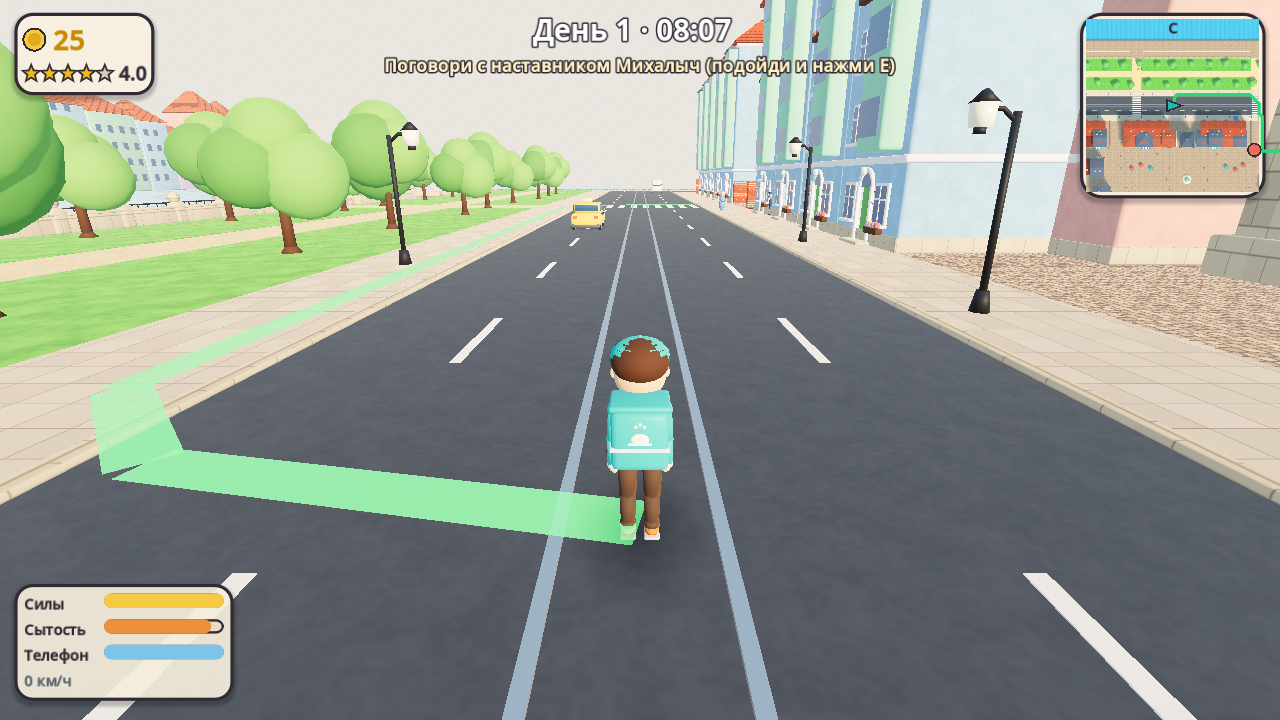 25
4.0
День 1 · 08:07
Поговори с наставником Михалыч (подойди и нажми E)
С
Силы
Сытость
Телефон
0 км/ч